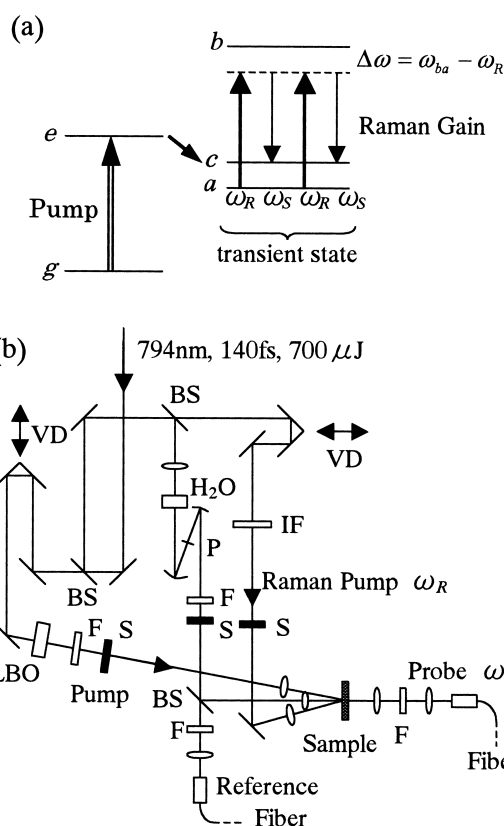 (a)
b
Δω = ω_ba − ω_R
e
c
Raman Gain
a
Pump
ω_R ω_S ω_R ω_S
g
transient state
(b)
794nm, 140fs, 700 μJ
BS
VD
VD
H₂O
IF
P
BS
F
Raman Pump ω_R
F S
S
S
LBO
Pump
BS
Probe ω
F
Sample
F
Reference
Fiber